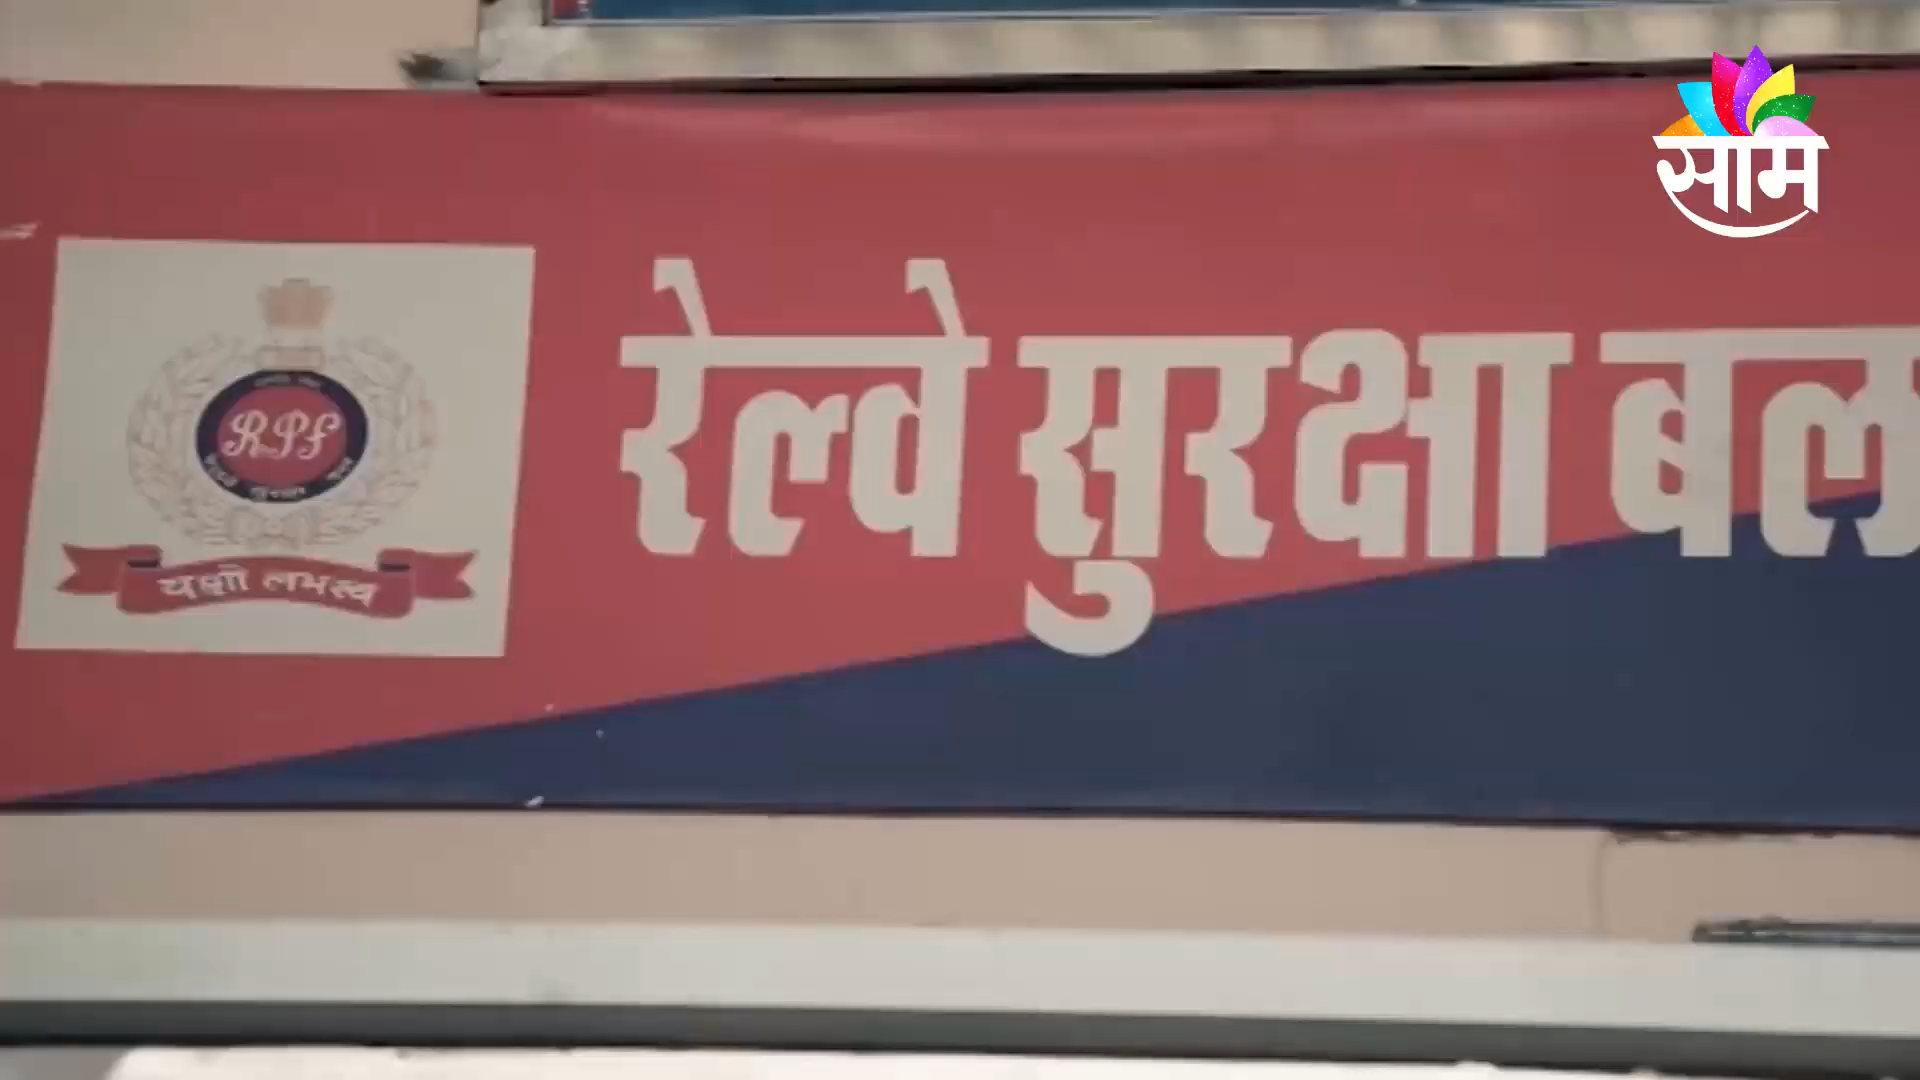 साम
रेल्वे सुरक्षा बल
RPF
यशो लभस्व